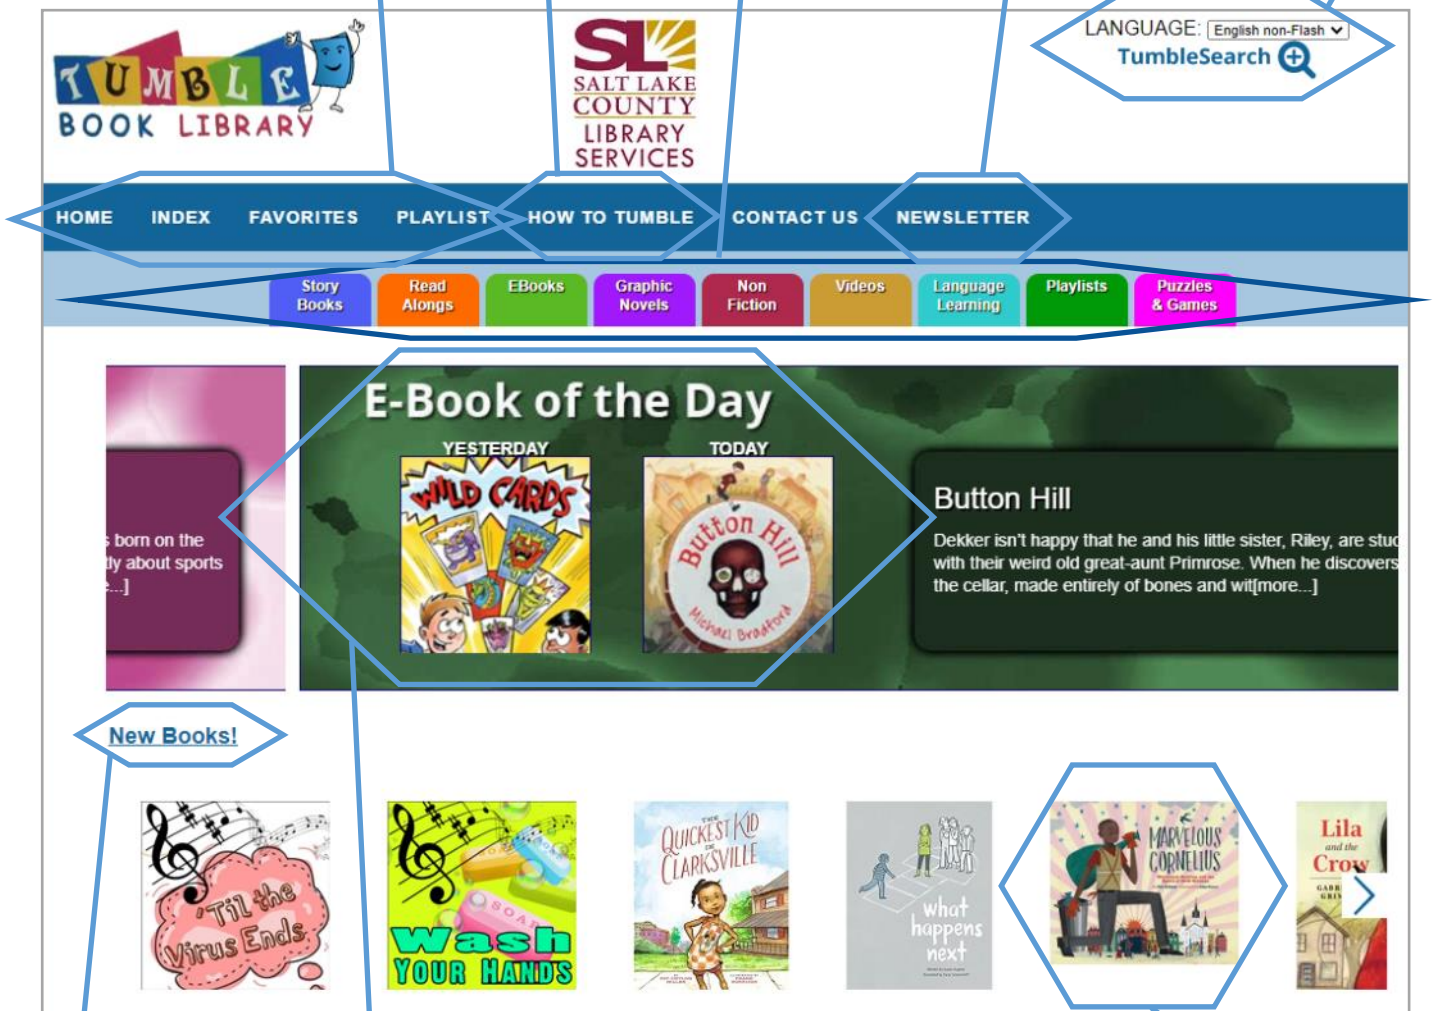 TUMBLE
BOOK LIBRARY
SL
SALT LAKE
COUNTY
LIBRARY
SERVICES
LANGUAGE: English non-Flash
TumbleSearch
HOME INDEX FAVORITES PLAYLIST HOW TO TUMBLE CONTACT US NEWSLETTER
Story
Books
Read
Alongs
EBooks
Graphic
Novels
Non
Fiction
Videos
Language
Learning
Playlists
Puzzles
& Games
E-Book of the Day
YESTERDAY
TODAY
WILD CARDS
Button Hill
Michael Bradford
born on the
about sports
...]
Button Hill
Dekker isn't happy that he and his little sister, Riley, are
with their weird old great-aunt Primrose. When he discovers
the cellar, made entirely of bones and wit[more...]
New Books!
'Til the
Virus Ends
SOAP
Wash
YOUR HANDS
THE
QUICKEST KID
IN
CLARKSVILLE
what
happens
next
MARVELOUS
CORNELIUS
Lila
and the
Crow